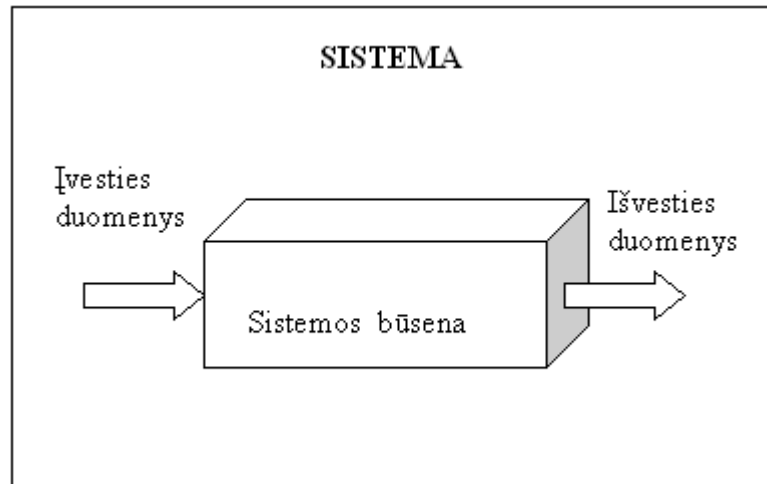 SISTEMA
Įvesties
duomenys
Išvesties
duomenys
Sistemos būsena